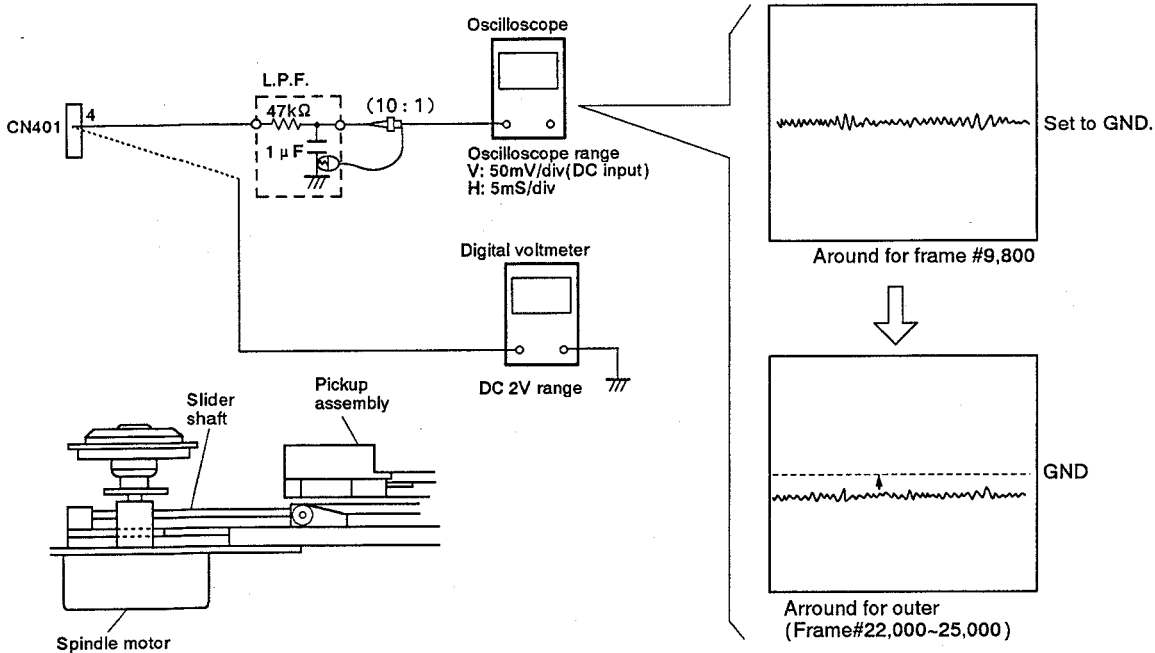 Oscilloscope
L.P.F.
CN401
4
47kΩ
(10 : 1)
1 μF
Oscilloscope range
V: 50mV/div(DC input)
H: 5mS/div
Set to GND.
Arround for frame #9,800
Digital voltmeter
DC 2V range
GND
Arround for outer
(Frame#22,000~25,000)
Slider
shaft
Pickup
assembly
Spindle motor